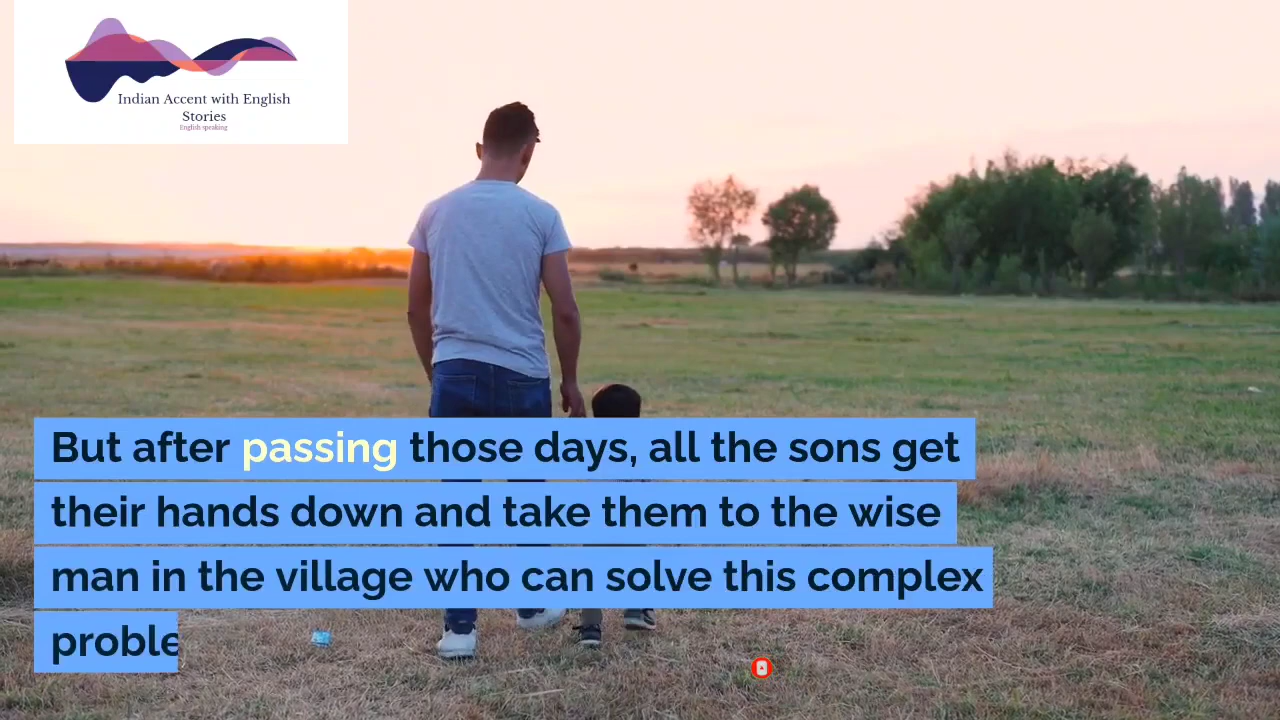 Indian Accent with English
Stories
English speaking
But after passing those days, all the sons get
their hands down and take them to the wise
man in the village who can solve this complex
proble